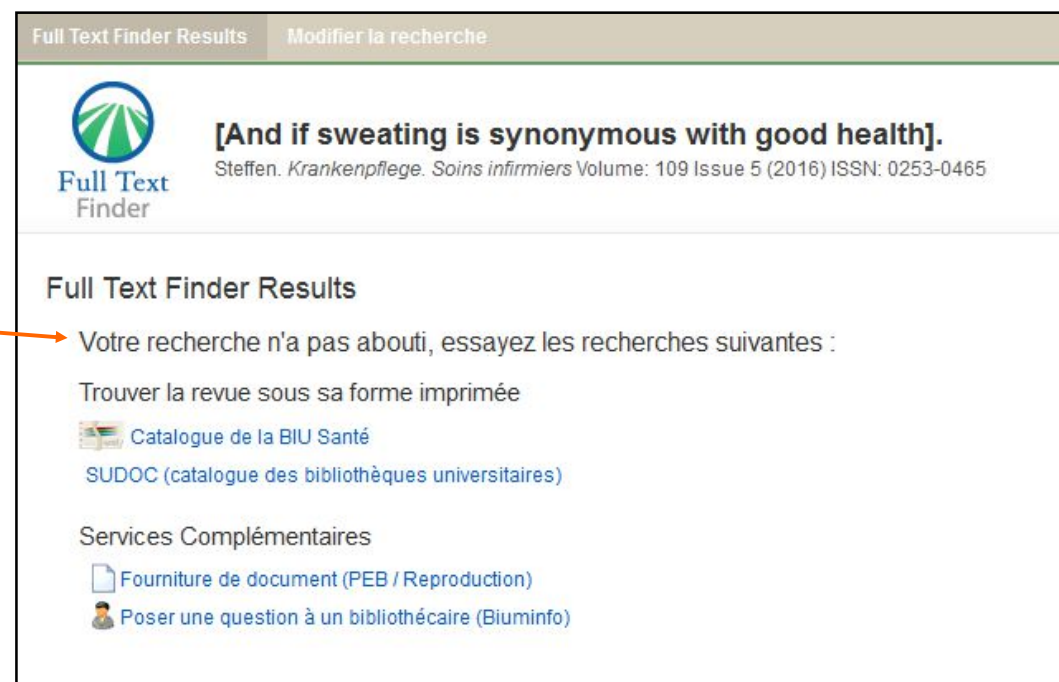 Full Text Finder Results Modifier la recherche
Full Text
Finder
[And if sweating is synonymous with good health].
Steffen. Krankenpflege. Soins infirmiers Volume: 109 Issue 5 (2016) ISSN: 0253-0465
Full Text Finder Results
Votre recherche n'a pas abouti, essayez les recherches suivantes :
Trouver la revue sous sa forme imprimée
Catalogue de la BIU Santé
SUDOC (catalogue des bibliothèques universitaires)
Services Complémentaires
Fourniture de document (PEB / Reproduction)
Poser une question à un bibliothécaire (Biuminfo)